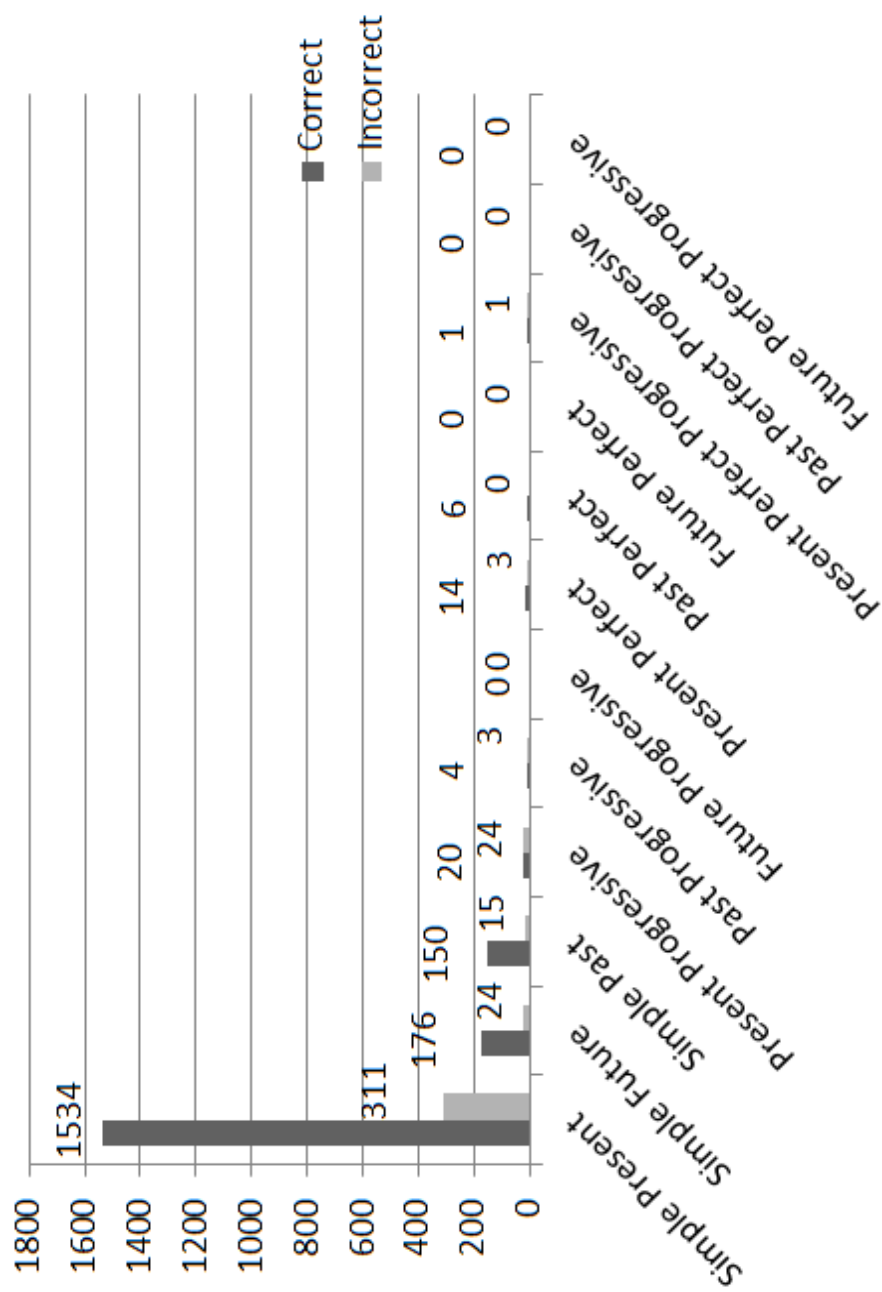 1800
1600
1400
1200
1000
800
600
400
200
0
1534
311
176
24
150
15
20
24
4
3
0
0
14
3
6
0
0
0
1
1
0
0
0
0
Correct
Incorrect
Simple Present
Simple Future
Simple Past
Present Progressive
Past Progressive
Future Progressive
Present Perfect
Past Perfect
Future Perfect
Present Perfect Progressive
Past Perfect Progressive
Future Perfect Progressive